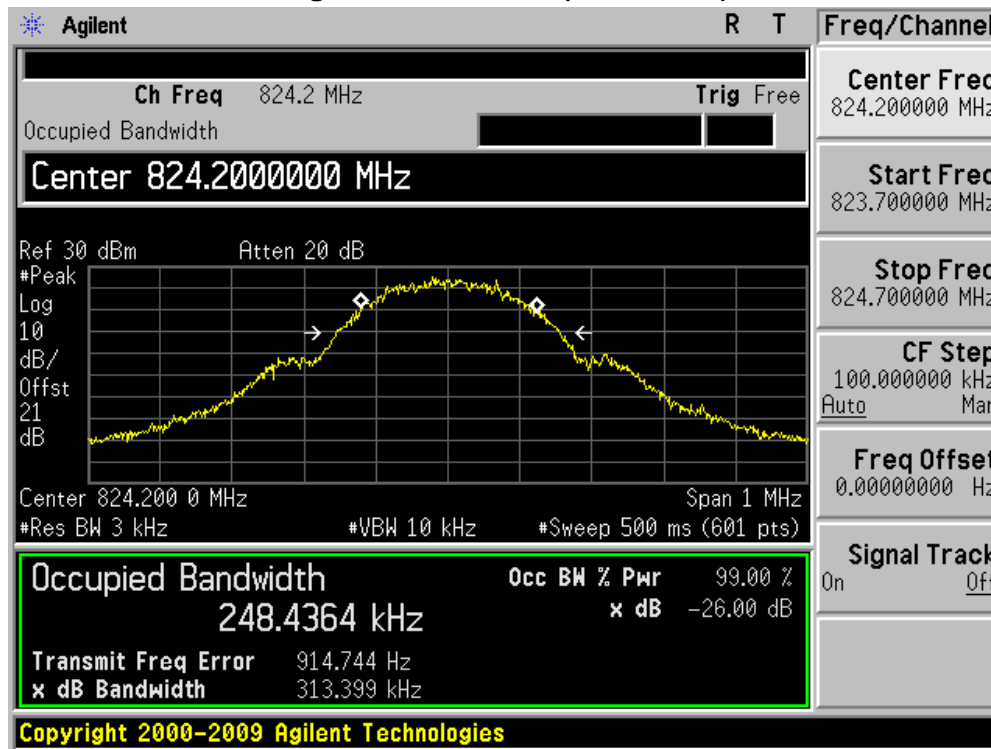 Agilent R T Freq/Channel
Ch Freq 824.2 MHz Trig Free
Occupied Bandwidth
Center 824.2000000 MHz
Ref 30 dBm Atten 20 dB
#Peak
Log
10
dB/
Offst
21
dB
Center 824.200 0 MHz Span 1 MHz
#Res BW 3 kHz #VBW 10 kHz #Sweep 500 ms (601 pts)
Occupied Bandwidth Occ BW % Pwr 99.00 %
248.4364 kHz x dB -26.00 dB
Transmit Freq Error 914.744 Hz
x dB Bandwidth 313.399 kHz
Copyright 2000-2009 Agilent Technologies
Center Freq
824.200000 MHz
Start Freq
823.700000 MHz
Stop Freq
824.700000 MHz
CF Step
100.000000 kHz
Auto Man
Freq Offset
0.00000000 Hz
Signal Track
On Off